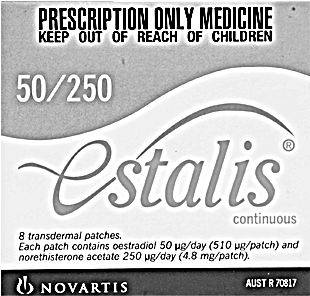 PRESCRIPTION ONLY MEDICINE
KEEP OUT OF REACH OF CHILDREN
50/250
estalis®
continuous
8 transdermal patches.
Each patch contains oestradiol 50 µg/day (510 µg/patch) and
norethisterone acetate 250 µg/day (4.8 mg/patch).
NOVARTIS
AUST R 70817